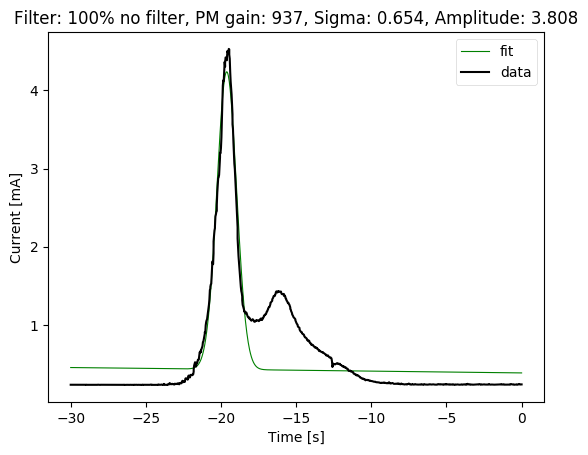 Filter: 100% no filter, PM gain: 937, Sigma: 0.654, Amplitude: 3.808
fit
data
4
3
2
1
Current [mA]
−30
−25
−20
−15
−10
−5
0
Time [s]